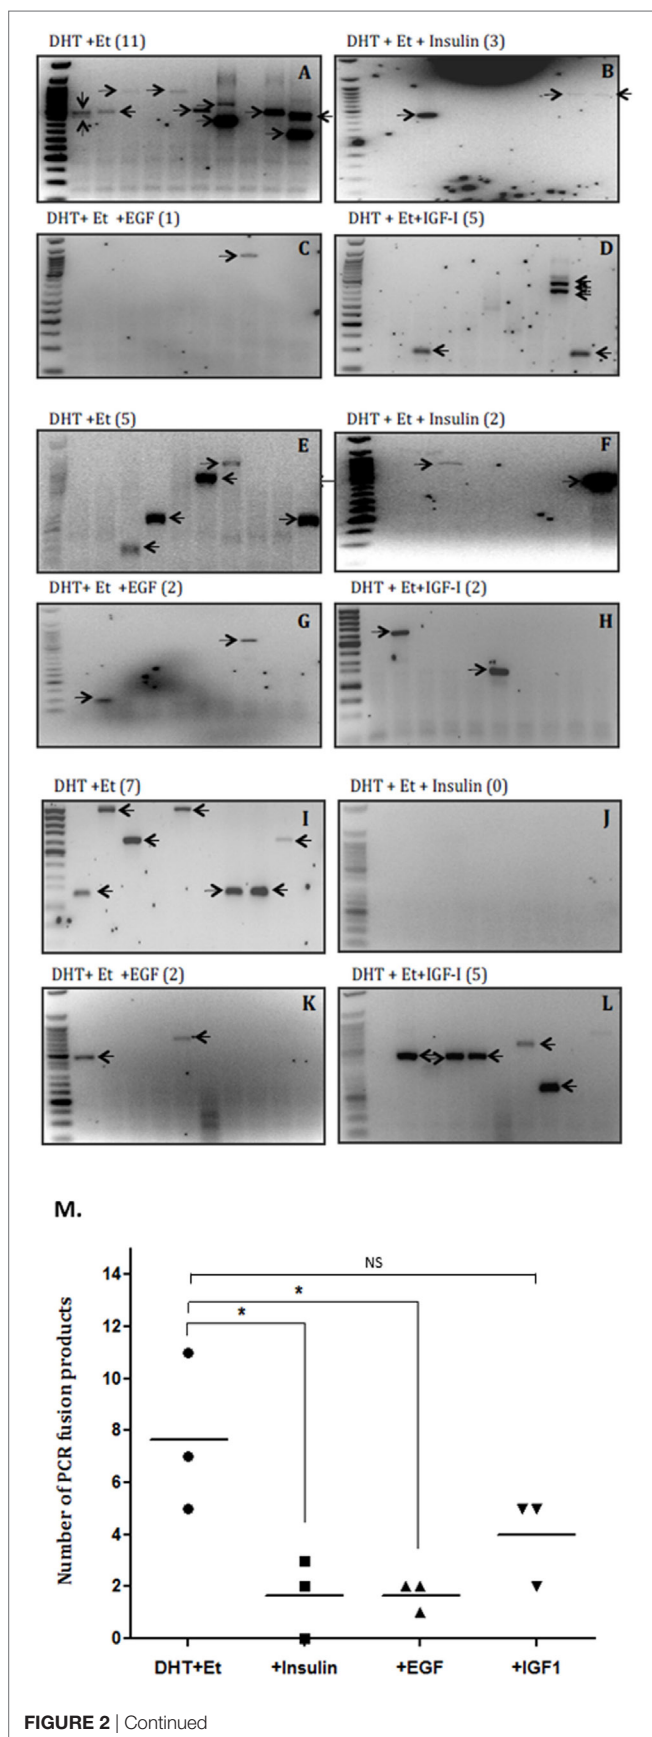 DHT +Et (11)
DHT + Et + Insulin (3)
A
B
DHT+ Et +EGF (1)
DHT + Et+IGF-I (5)
C
D
DHT +Et (5)
DHT + Et + Insulin (2)
E
F
DHT+ Et +EGF (2)
DHT + Et+IGF-I (2)
G
H
DHT +Et (7)
DHT + Et + Insulin (0)
I
J
DHT+ Et +EGF (2)
DHT + Et+IGF-I (5)
K
L
M.
NS
*
*
Number of PCR fusion products
14
12
10
8
6
4
2
0
DHT+Et
+Insulin
+EGF
+IGF1
FIGURE 2 | Continued